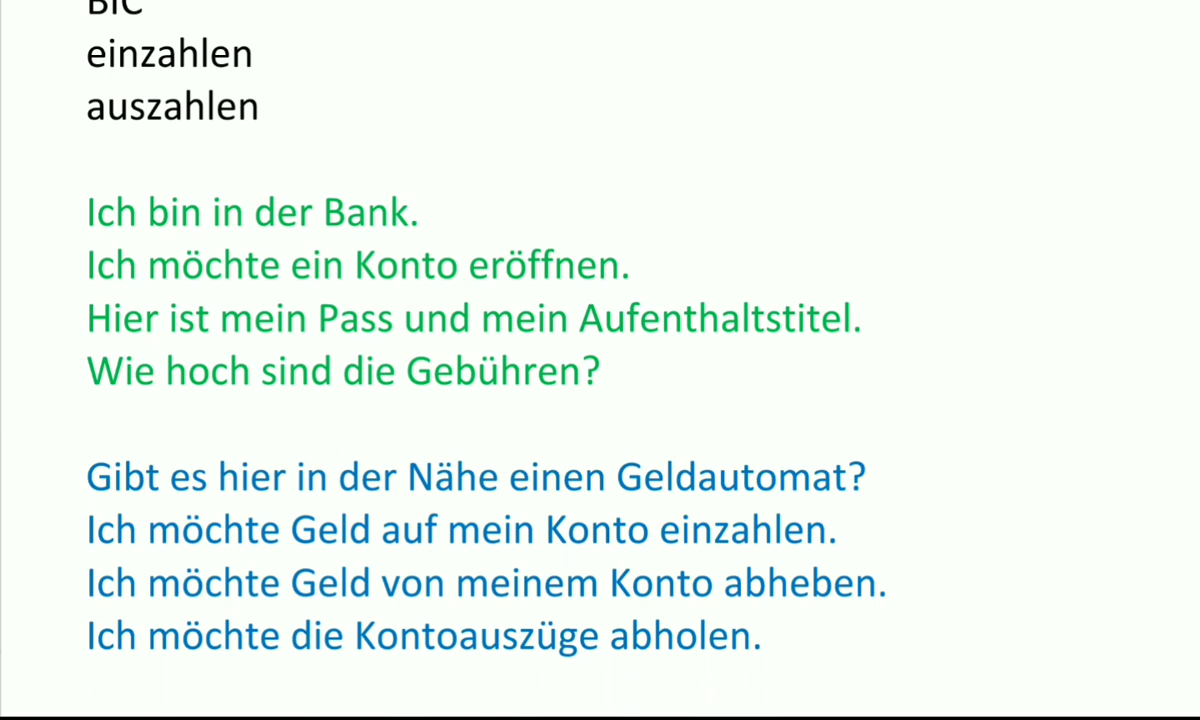 BIC
einzahlen
auszahlen
Ich bin in der Bank.
Ich möchte ein Konto eröffnen.
Hier ist mein Pass und mein Aufenthaltstitel.
Wie hoch sind die Gebühren?
Gibt es hier in der Nähe einen Geldautomat?
Ich möchte Geld auf mein Konto einzahlen.
Ich möchte Geld von meinem Konto abheben.
Ich möchte die Kontoauszüge abholen.